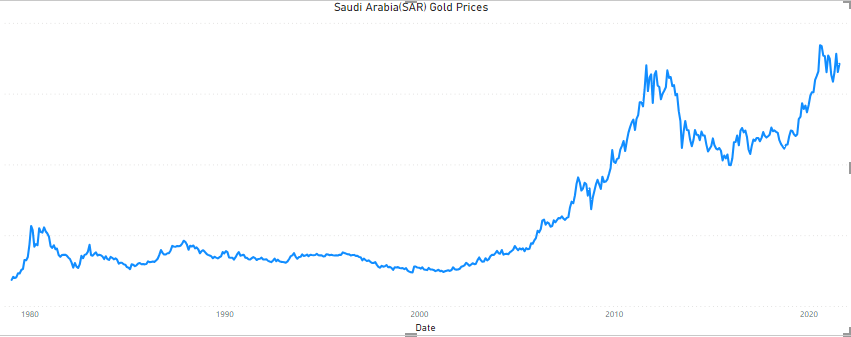 Saudi Arabia(SAR) Gold Prices
1980 1990 2000 2010 2020
Date